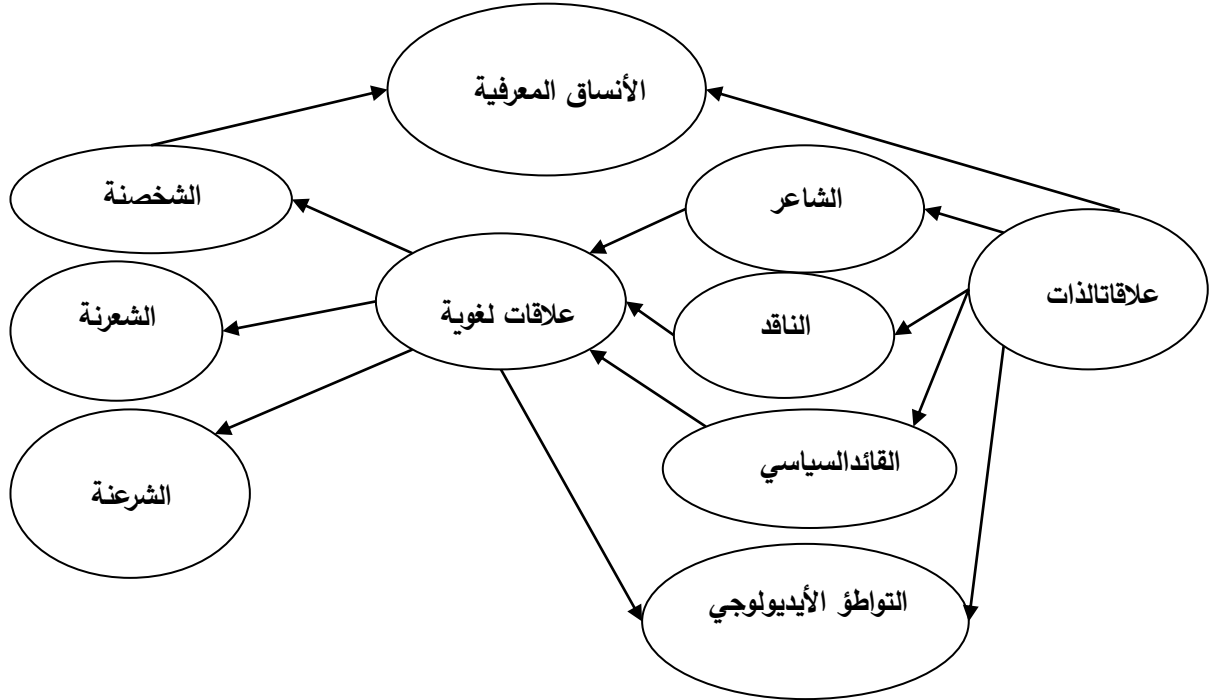 الأنساق المعرفية
الشاعر
الشخصنة
علاقاتالذات
الناقد
علاقات لغوية
الشعرنة
القائدالسياسي
الشرعنة
التواطؤ الأيديولوجي